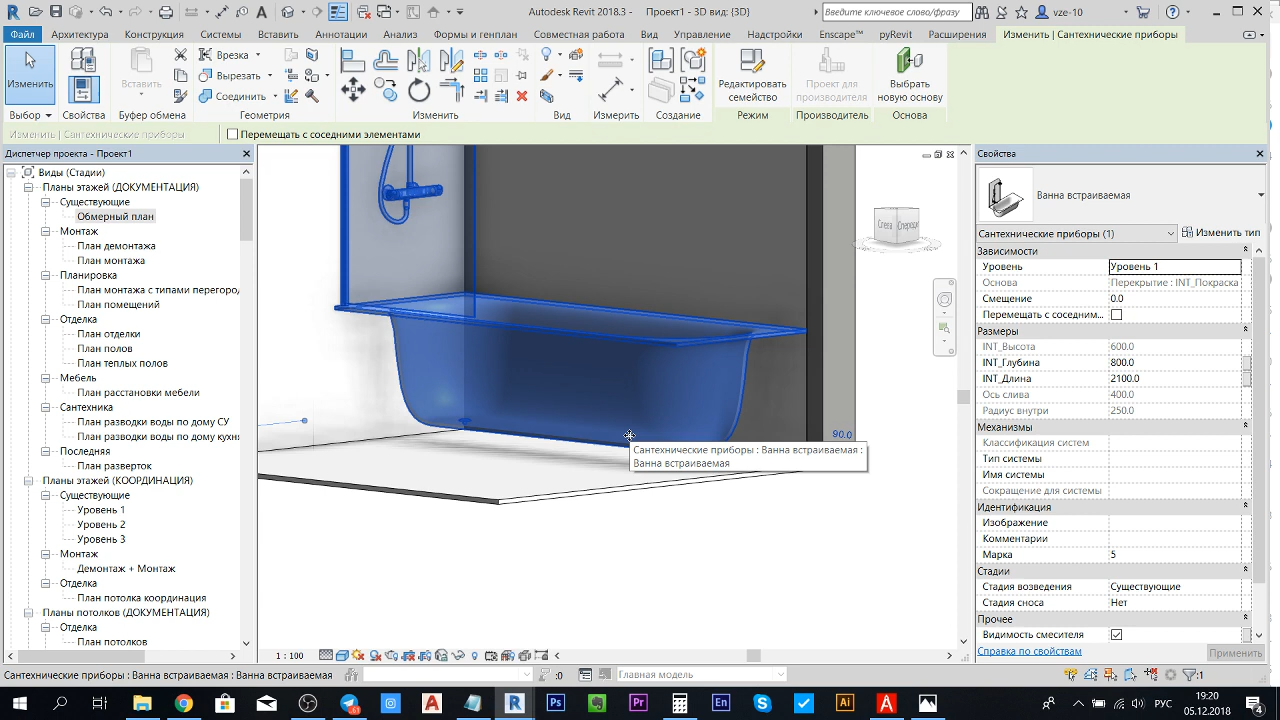 Autodesk Revit 2018.3 - Проект1 - 3D вид: {3D}
Введите ключевое слово/фразу
vze-10
Файл Архитектура Конструкция Системы Вставить Аннотации Анализ Формы и генплан Совместная работа Вид Управление Надстройки Enscape™ pyRevit Расширения Изменить | Сантехнические приборы
Изменить
Вставить
Врезка
Вырезать
Соединить
Редактировать семейство
Проект для производителя
Выбрать новую основу
Выбор Свойства Буфер обмена Геометрия Изменить Вид Измерить Создание Режим Производитель Основа
Изменить | Сантехнические приборы Перемещать с соседними элементами
Диспетчер проекта - Проект1
Виды (Стадии)
Планы этажей (ДОКУМЕНТАЦИЯ)
Существующие
Обмерный план
Монтаж
План демонтажа
План монтажа
Планировка
План монтажа с типами перегоро
План помещений
Отделка
План отделки
План полов
План теплых полов
Мебель
План расстановки мебели
Сантехника
План разводки воды по дому СУ
План разводки воды по дому кухн
Последняя
План разверток
Планы этажей (КООРДИНАЦИЯ)
Существующие
Уровень 1
Уровень 2
Уровень 3
Монтаж
Демонтаж + Монтаж
Отделка
План потолка координация
Планы потолков (ДОКУМЕНТАЦИЯ)
Отделка
План потолков
Слева Спереди
90.0
Сантехнические приборы : Ванна встраиваемая :
Ванна встраиваемая
1 : 100
Свойства
Ванна встраиваемая
Сантехнические приборы (1) Изменить тип
Зависимости
Уровень Уровень 1
Основа Перекрытие : INT_Покраска
Смещение 0.0
Перемещать с соседним...
Размеры
INT_Высота 600.0
INT_Глубина 800.0
INT_Длина 2100.0
Ось слива 400.0
Радиус внутри 250.0
Механизмы
Классификация систем
Тип системы
Имя системы
Сокращение для системы
Идентификация
Изображение
Комментарии
Марка 5
Стадии
Стадия возведения Существующие
Стадия сноса Нет
Прочее
Видимость смесителя
Справка по свойствам Применить
Сантехнические приборы : Ванна встраиваемая : Ванна встраиваемая :0 Главная модель :1
РУС 19:20
05.12.2018